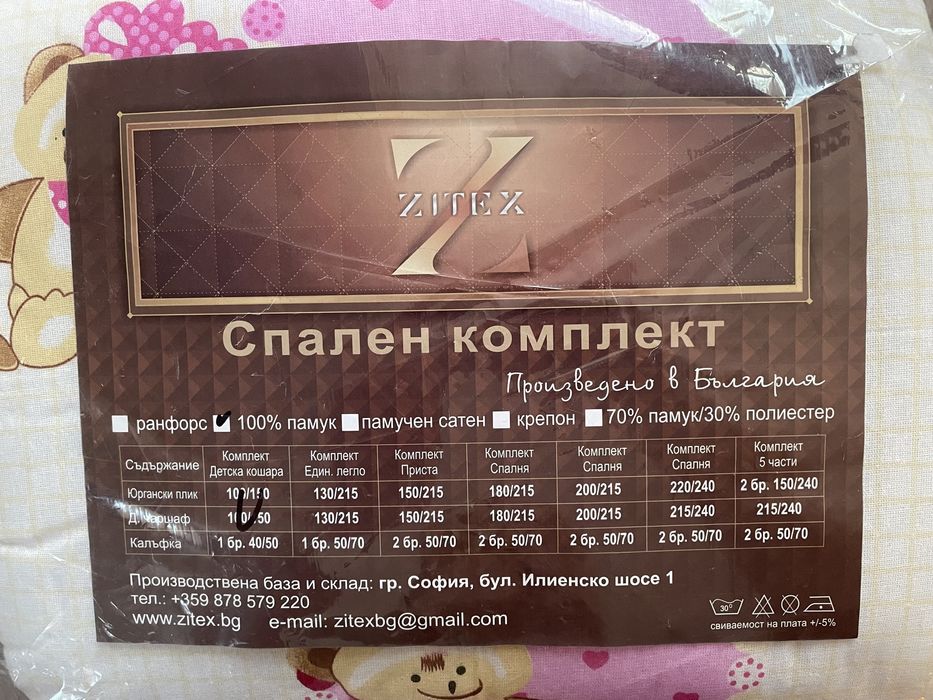 ZITEX
Спален комплект
Произведено в България
ранфорс 100% памук памучен сатен крепон 70% памук/30% полиестер
Съдържание Комплект Детска кошара Комплект Един. легло Комплект Приста Комплект Спалня Комплект Спалня Комплект Спалня Комплект 5 части
Юргански плик 130/215 150/215 180/215 200/215 220/240 2 бр. 150/240
Д. чаршаф 130/215 150/215 180/215 200/215 215/240 215/240
Калъфка 1 бр. 40/50 1 бр. 50/70 2 бр. 50/70 2 бр. 50/70 2 бр. 50/70 2 бр. 50/70 2 бр. 50/70
Производствена база и склад: гр. София, бул. Илиенско шосе 1
тел.: +359 878 579 220
www.zitex.bg e-mail: zitexbg@gmail.com
30°
свиваемост на плата +/-5%